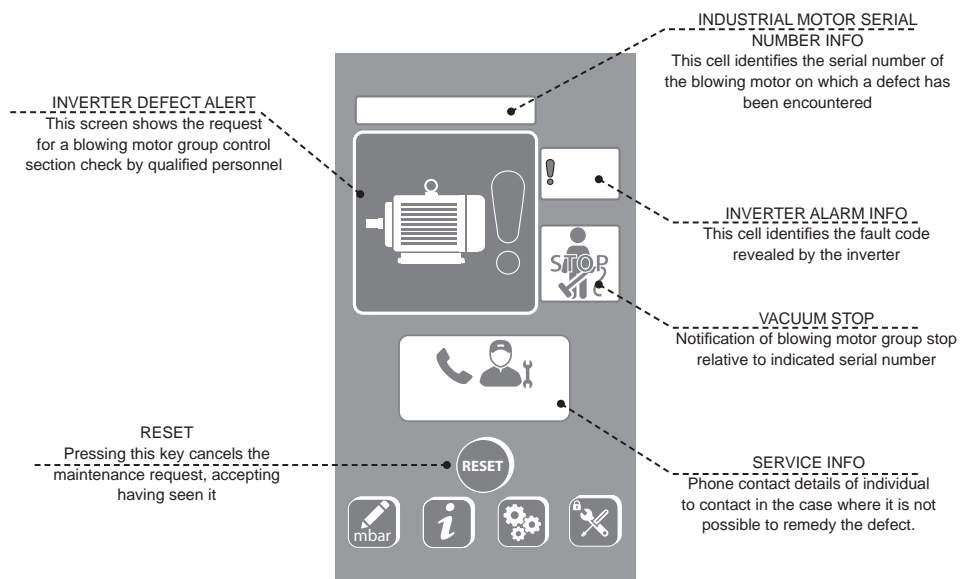 INDUSTRIAL MOTOR SERIAL
NUMBER INFO
This cell identifies the serial number of
the blowing motor on which a defect has
been encountered
INVERTER DEFECT ALERT
This screen shows the request
for a blowing motor group control
section check by qualified personnel
!
INVERTER ALARM INFO
This cell identifies the fault code
revealed by the inverter
STOP
VACUUM STOP
Notification of blowing motor group stop
relative to indicated serial number
RESET
Pressing this key cancels the
maintenance request, accepting
having seen it
RESET
SERVICE INFO
Phone contact details of individual
to contact in the case where it is not
possible to remedy the defect.
mbar
i